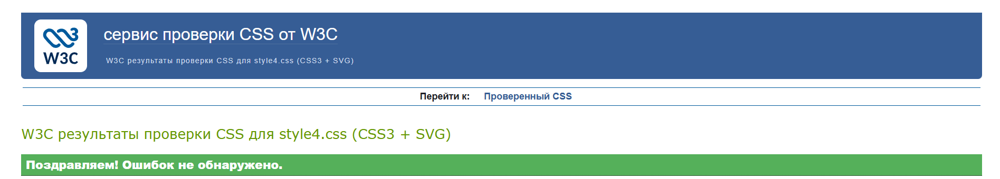 W3C
сервис проверки CSS от W3C
W3C результаты проверки CSS для style4.css (CSS3 + SVG)
Перейти к: Проверенный CSS
W3C результаты проверки CSS для style4.css (CSS3 + SVG)
Поздравляем! Ошибок не обнаружено.